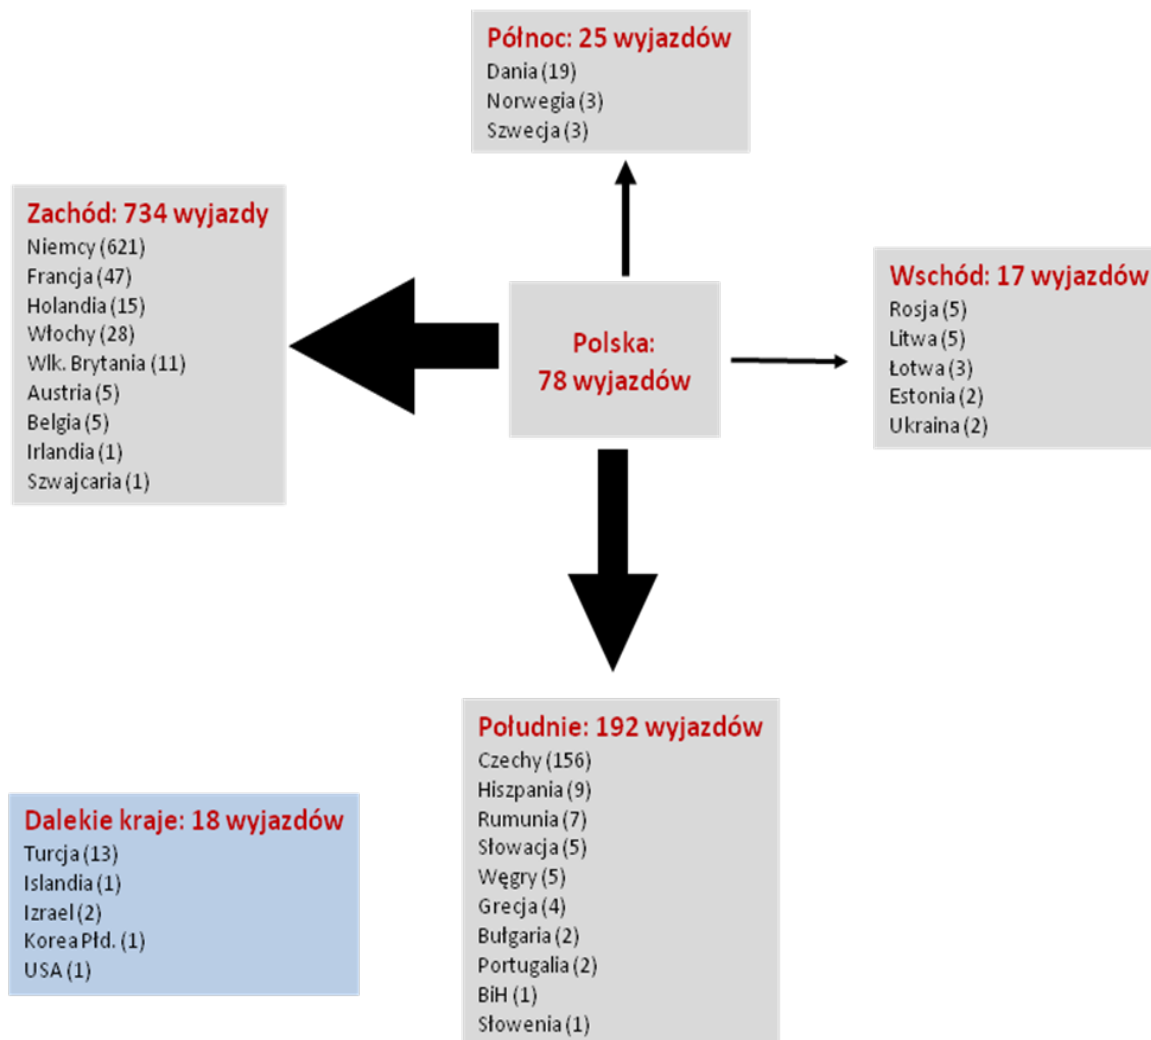 Północ: 25 wyjazdów
Dania (19)
Norwegia (3)
Szwecja (3)
Zachód: 734 wyjazdy
Niemcy (621)
Francja (47)
Holandia (15)
Włochy (28)
Wlk. Brytania (11)
Austria (5)
Belgia (5)
Irlandia (1)
Szwajcaria (1)
Polska:
78 wyjazdów
Wschód: 17 wyjazdów
Rosja (5)
Litwa (5)
Łotwa (3)
Estonia (2)
Ukraina (2)
Południe: 192 wyjazdów
Czechy (156)
Hiszpania (9)
Rumunia (7)
Słowacja (5)
Węgry (5)
Grecja (4)
Bułgaria (2)
Portugalia (2)
BiH (1)
Słowenia (1)
Dalekie kraje: 18 wyjazdów
Turcja (13)
Islandia (1)
Izrael (2)
Korea Płd. (1)
USA (1)